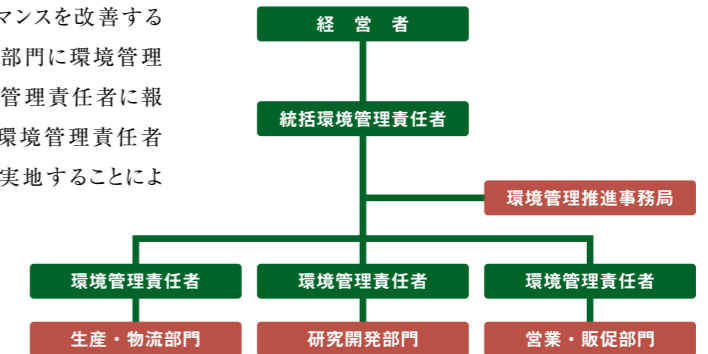 マンスを改善する
部門に環境管理
管理責任者に報
環境管理責任者
実地することによ
経営者
統括環境管理責任者
環境管理推進事務局
環境管理責任者
環境管理責任者
環境管理責任者
生産・物流部門
研究開発部門
営業・販促部門